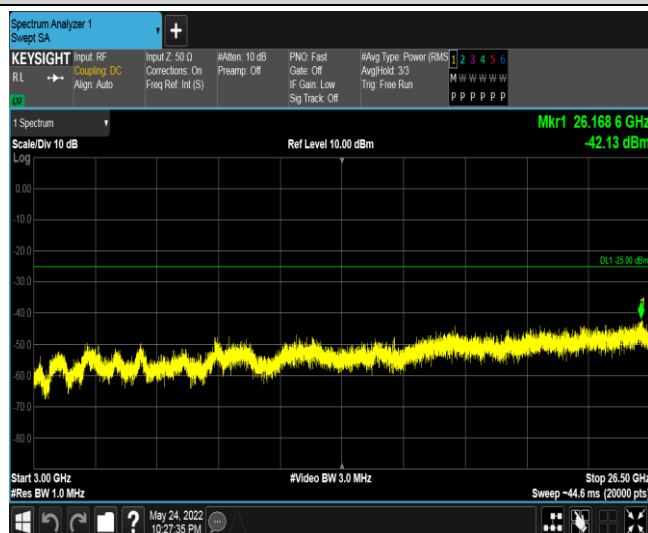 Spectrum Analyzer 1
Swept SA
+
KEYSIGHT Input: RF Input Z: 50 Ω #Atten: 10 dB PNO: Fast #Avg Type: Power (RMS 1 2 3 4 5 6
RL Coupling: DC Corrections: On Preamp: Off Gate: Off Avg|Hold: 3/3 M W W W W W
Align: Auto Freq Ref: Int (S) IF Gain: Low Trig: Free Run
Sig Track: Off P P P P P P
LXI
1 Spectrum Mkr1 26.168 6 GHz
Scale/Div 10 dB Ref Level 10.00 dBm -42.13 dBm
Log
0.00
-10.0
-20.0
DL1 -25.00 dBm
-30.0
1
-40.0
-50.0
-60.0
-70.0
-80.0
Start 3.00 GHz #Video BW 3.0 MHz Stop 26.50 GHz
#Res BW 1.0 MHz Sweep ~44.6 ms (20000 pts)
? May 24, 2022
10:27:35 PM